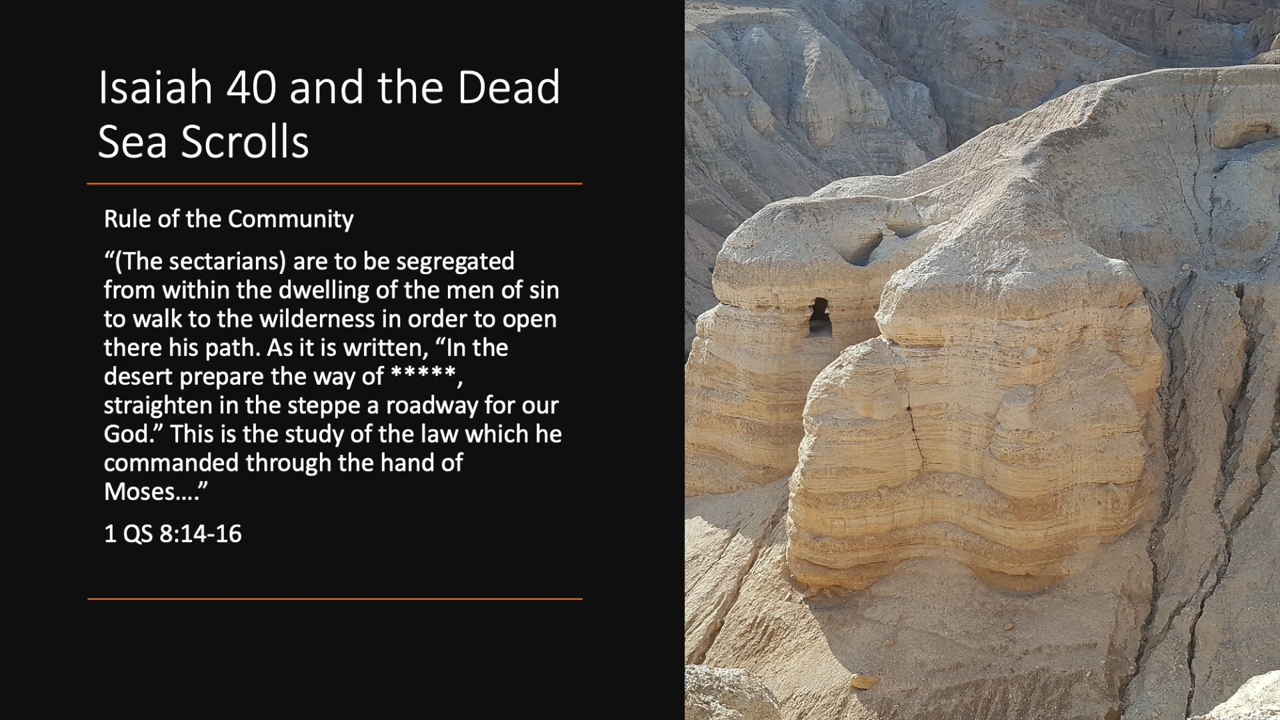 Isaiah 40 and the Dead
Sea Scrolls
Rule of the Community
“(The sectarians) are to be segregated
from within the dwelling of the men of sin
to walk to the wilderness in order to open
there his path. As it is written, “In the
desert prepare the way of *****,
straighten in the steppe a roadway for our
God.” This is the study of the law which he
commanded through the hand of
Moses….”
1 QS 8:14-16